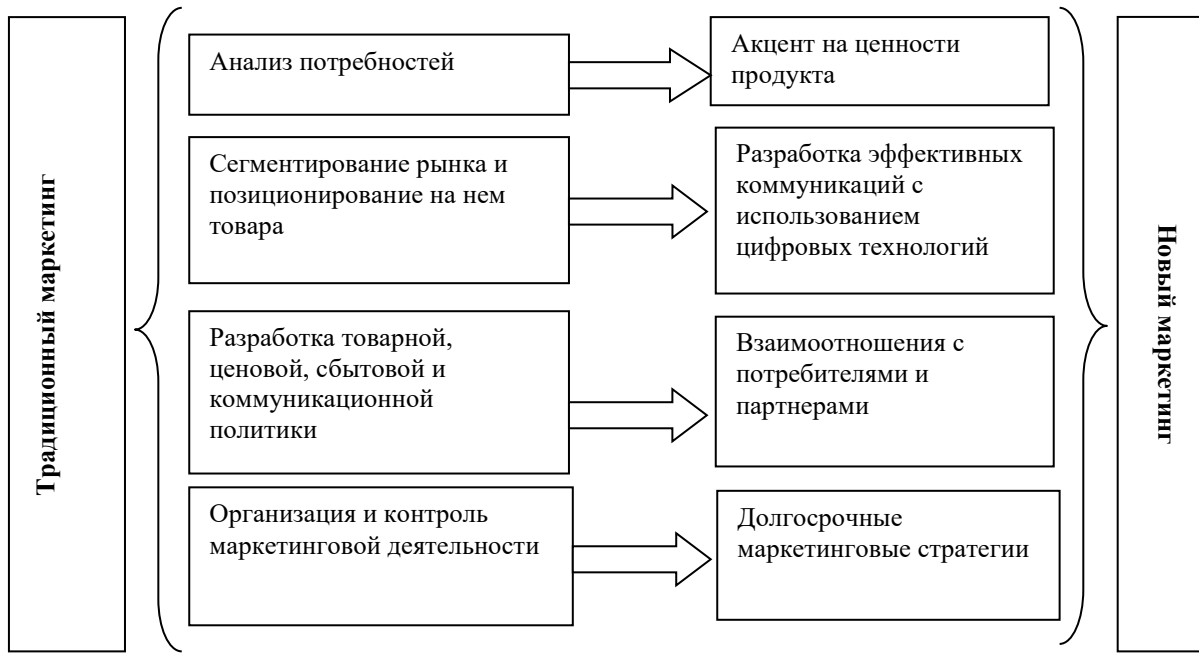 Традиционный маркетинг
Анализ потребностей
Акцент на ценности
продукта
Сегментирование рынка и
позиционирование на нем
товара
Разработка эффективных
коммуникаций с
использованием
цифровых технологий
Разработка товарной,
ценовой, сбытовой и
коммуникационной
политики
Взаимоотношения с
потребителями и
партнерами
Организация и контроль
маркетинговой деятельности
Долгосрочные
маркетинговые стратегии
Новый маркетинг